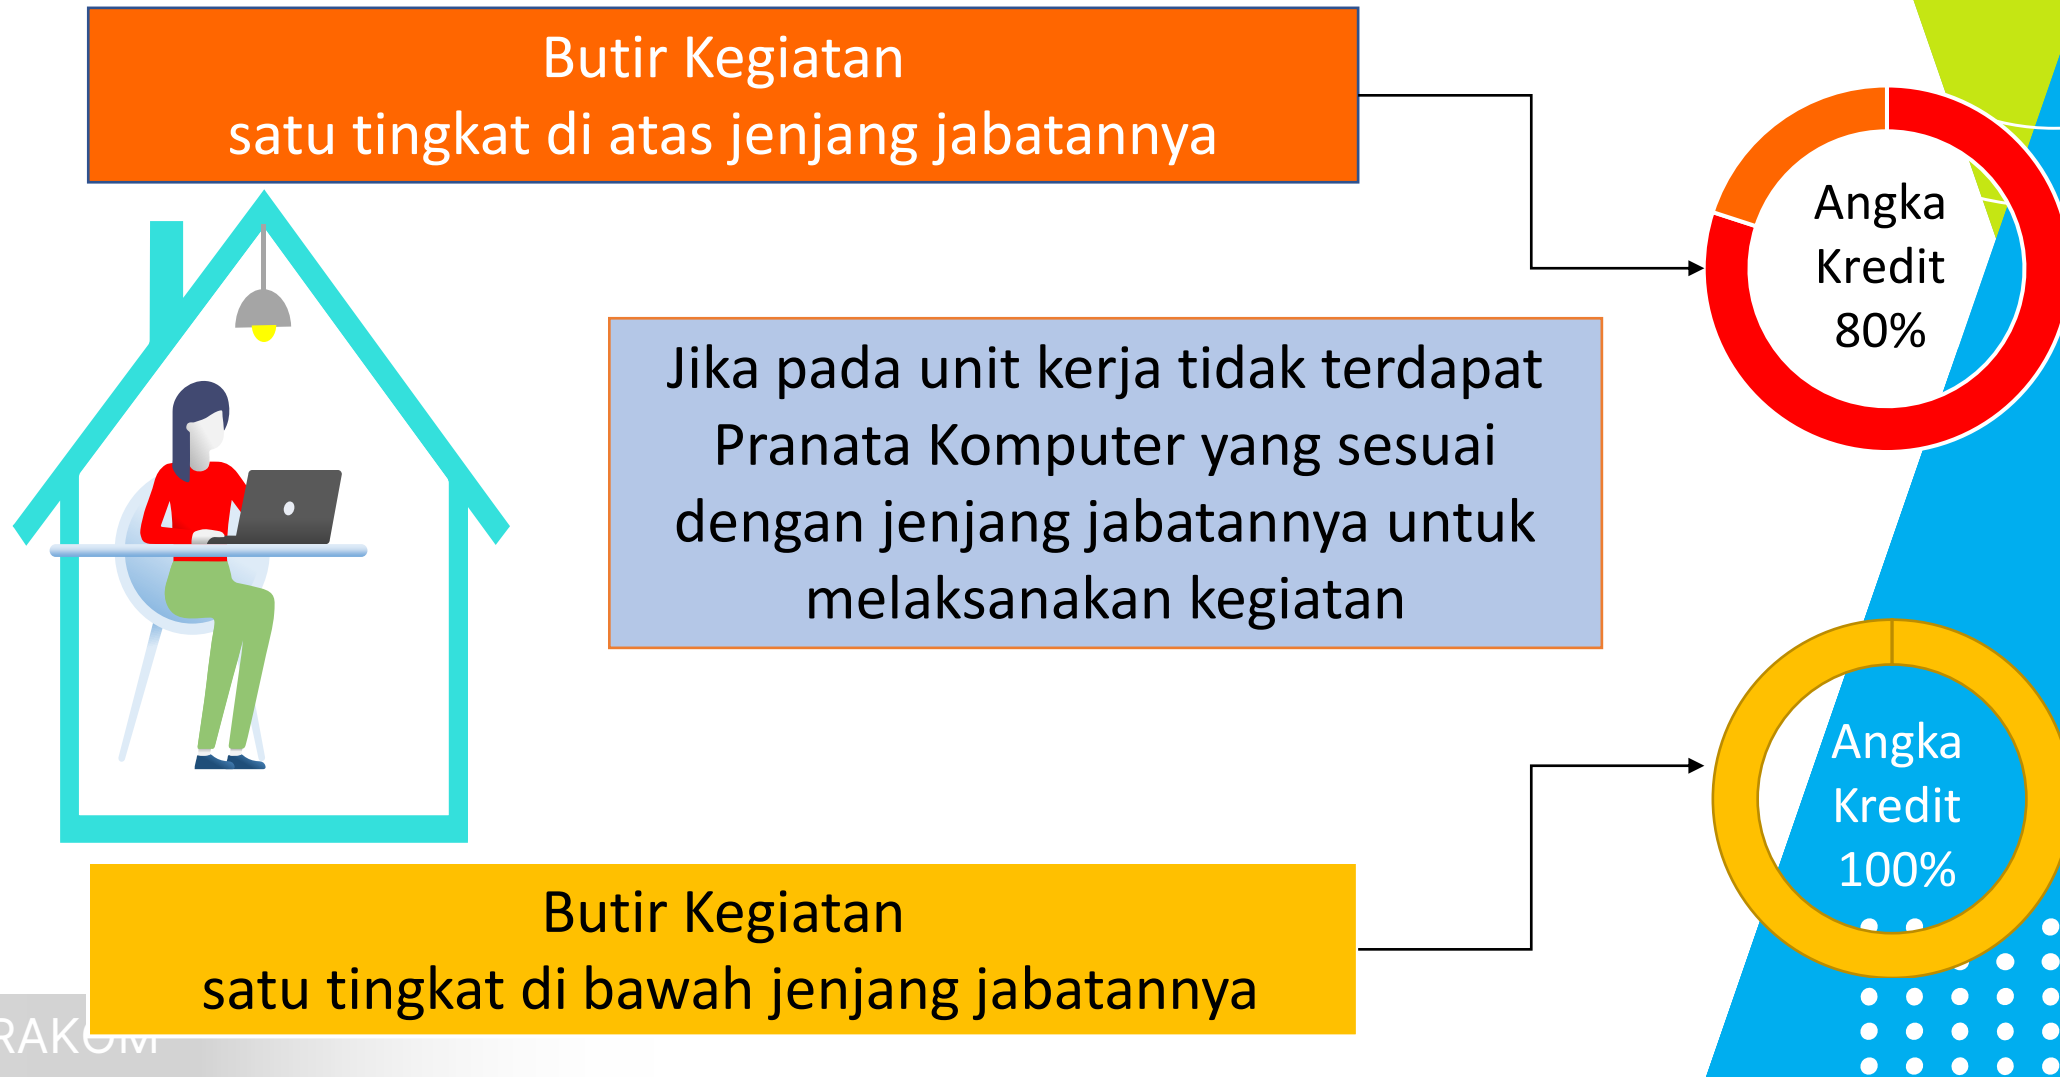 Butir Kegiatan
satu tingkat di atas jenjang jabatannya
Angka
Kredit
80%
Jika pada unit kerja tidak terdapat
Pranata Komputer yang sesuai
dengan jenjang jabatannya untuk
melaksanakan kegiatan
Angka
Kredit
100%
Butir Kegiatan
satu tingkat di bawah jenjang jabatannya